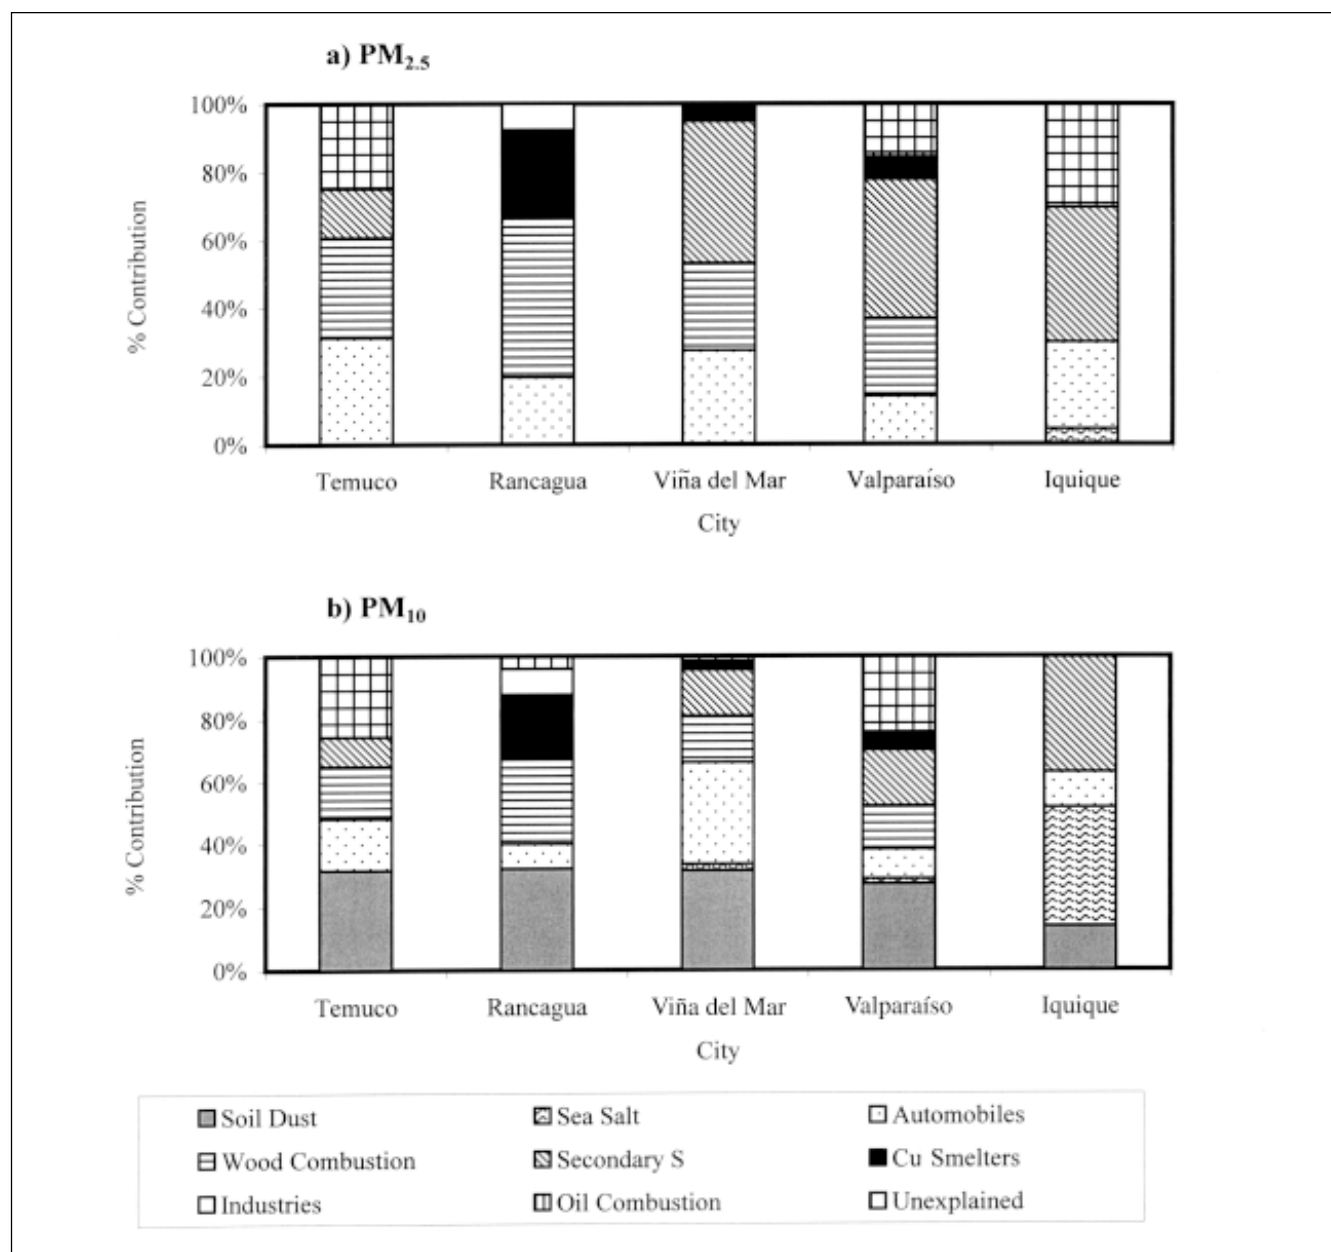 a) PM2.5
100%
80%
60%
40%
20%
0%
% Contribution
Temuco Rancagua Viña del Mar Valparaíso Iquique
City
b) PM10
100%
80%
60%
40%
20%
0%
% Contribution
Temuco Rancagua Viña del Mar Valparaíso Iquique
City
Soil Dust Sea Salt Automobiles
Wood Combustion Secondary S Cu Smelters
Industries Oil Combustion Unexplained